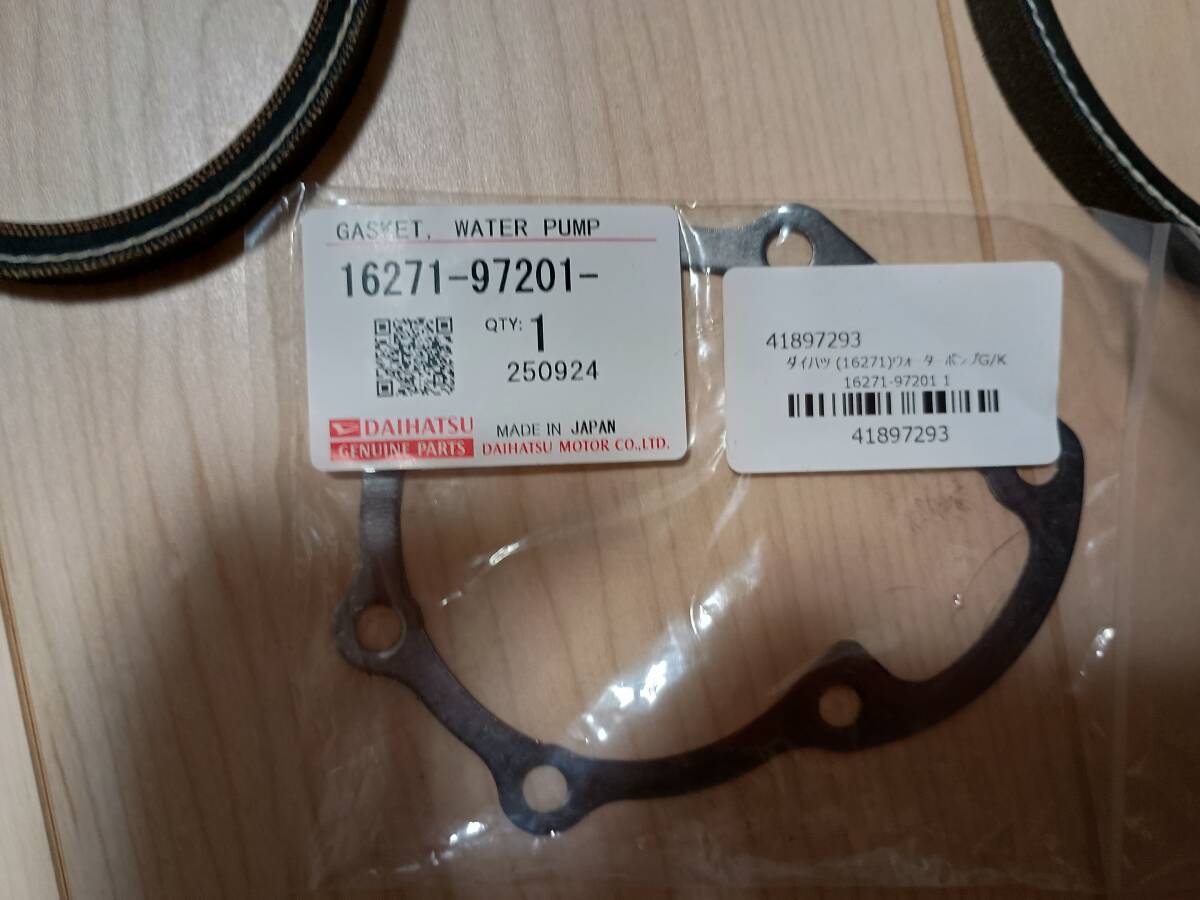 GASKET, WATER PUMP
16271-97201-
QTY: 1
250924
DAIHATSU
GENUINE PARTS
MADE IN JAPAN
DAIHATSU MOTOR CO.,LTD.
41897293
ダイハツ (16271)ウォーターポンプG/K
16271-97201 1
41897293